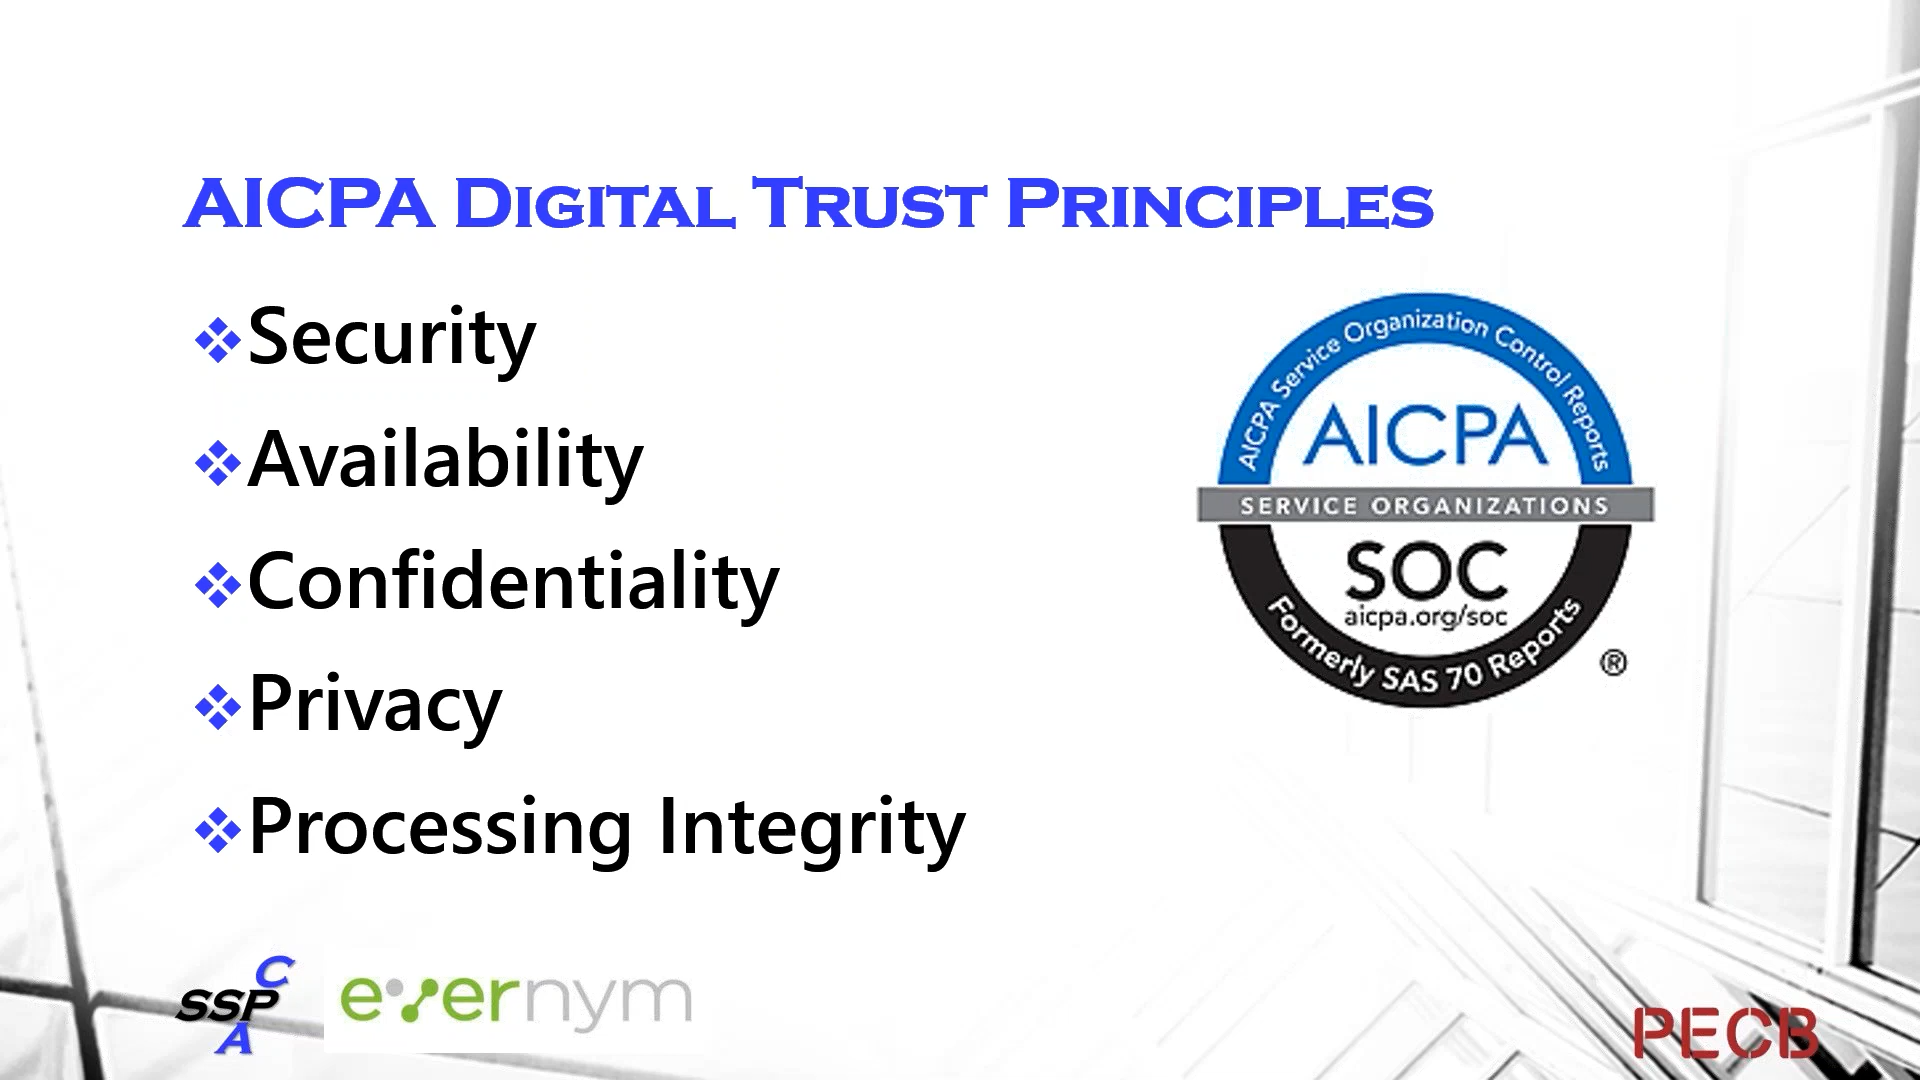 AICPA Digital Trust Principles
Security
Availability
Confidentiality
Privacy
Processing Integrity
AICPA Service Organization Control Reports
AICPA
SERVICE ORGANIZATIONS
SOC
aicpa.org/soc
Formerly SAS 70 Reports
®
C
SSP
A
evernym
PECB